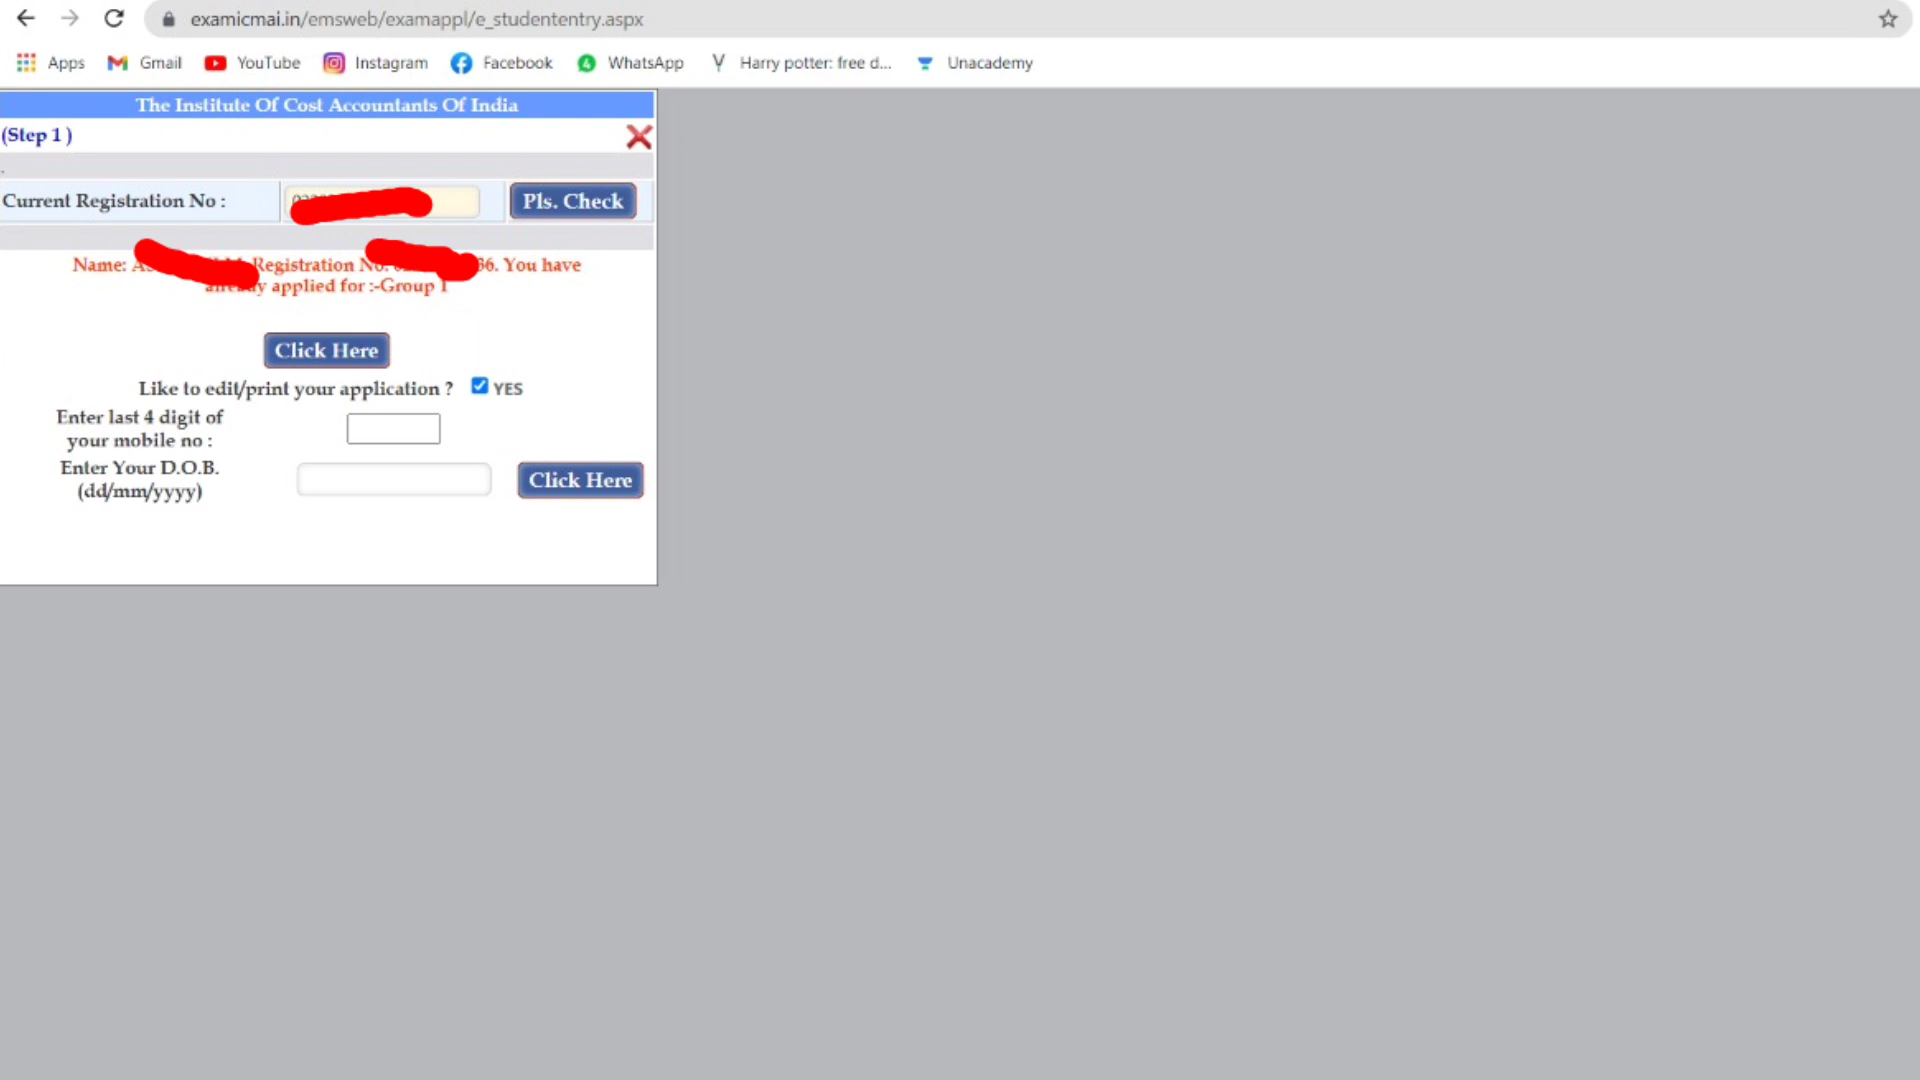 examicmai.in/emsweb/examappl/e_studententry.aspx
Apps Gmail YouTube Instagram Facebook WhatsApp Harry potter: free d... Unacademy
The Institute Of Cost Accountants Of India
(Step 1 )
.
Current Registration No : Pls. Check
Name: Registration No. 36. You have
applied for :-Group 1
Click Here
Like to edit/print your application ? YES
Enter last 4 digit of
your mobile no :
Enter Your D.O.B.
(dd/mm/yyyy) Click Here